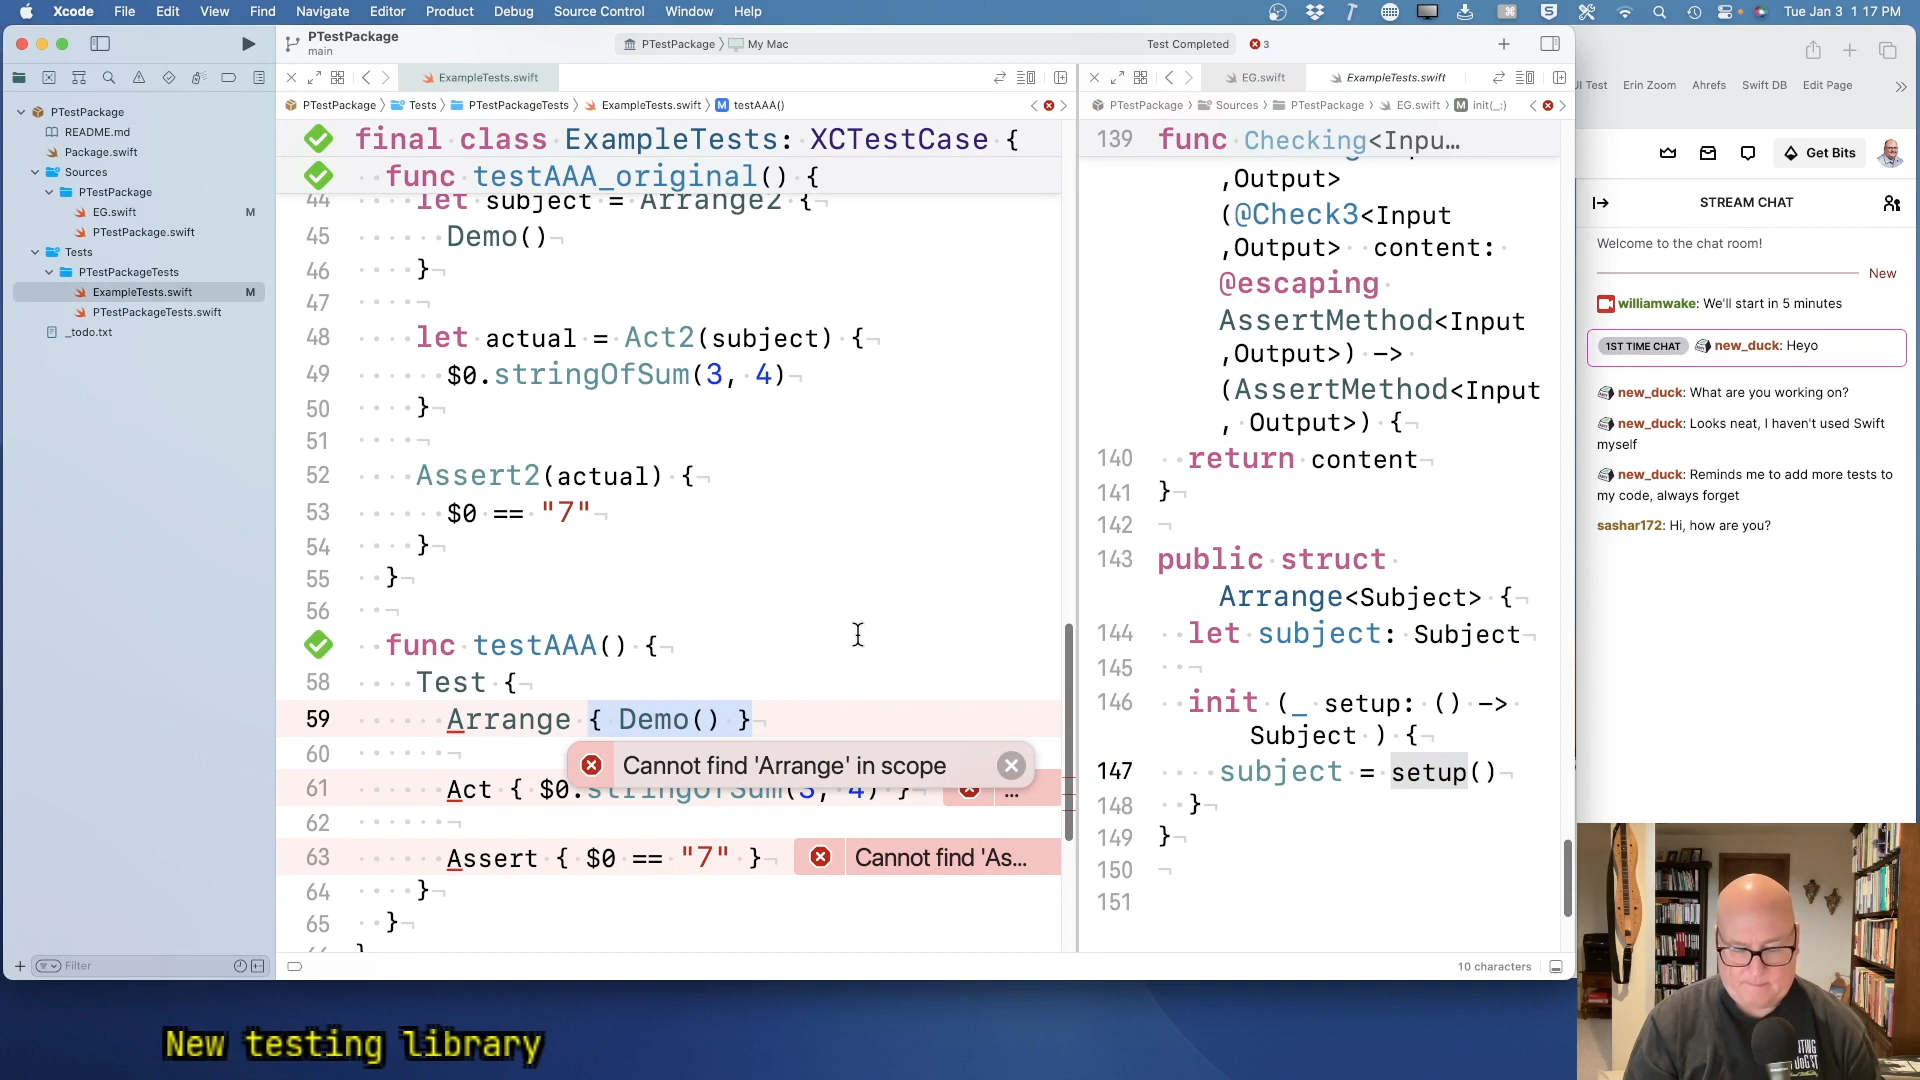 Xcode File Edit View Find Navigate Editor Product Debug Source Control Window Help
Tue Jan 3 1 17 PM
PTestPackage
main
PTestPackage
My Mac
Test Completed
3
PTestPackage
README.md
Package.swift
Sources
PTestPackage
EG.swift M
PTestPackage.swift
Tests
PTestPackageTests
ExampleTests.swift M
PTestPackageTests.swift
_todo.txt
Filter
ExampleTests.swift
PTestPackage Tests PTestPackageTests ExampleTests.swift M testAAA()
final class ExampleTests: XCTestCase {
func testAAA_original() {
44 let subject = Arrange2 {
45 Demo()
46 }
47
48 let actual = Act2(subject) {
49 $0.stringOfSum(3, 4)
50 }
51
52 Assert2(actual) {
53 $0 == "7"
54 }
55 }
56
func testAAA() {
58 Test {
59 Arrange { Demo() }
60
Cannot find 'Arrange' in scope
61 Act { $0.stringOfSum(3, 4) } ...
62
63 Assert { $0 == "7" } Cannot find 'As...
64 }
65 }
EG.swift
ExampleTests.swift
PTestPackage Sources PTestPackage EG.swift M init(_:)
139 func Checking<Inpu...
,Output>
(@Check3<Input
,Output> content:
@escaping
AssertMethod<Input
,Output>) ->
(AssertMethod<Input
, Output>) {
140 return content
141 }
142
143 public struct
Arrange<Subject> {
144 let subject: Subject
145
146 init (_ setup: () ->
Subject ) {
147 subject = setup()
148 }
149 }
150
151
10 characters
Test Erin Zoom Ahrefs Swift DB Edit Page
Get Bits
STREAM CHAT
Welcome to the chat room!
New
williamwake: We'll start in 5 minutes
1ST TIME CHAT new_duck: Heyo
new_duck: What are you working on?
new_duck: Looks neat, I haven't used Swift
myself
new_duck: Reminds me to add more tests to
my code, always forget
sashar172: Hi, how are you?
New testing library